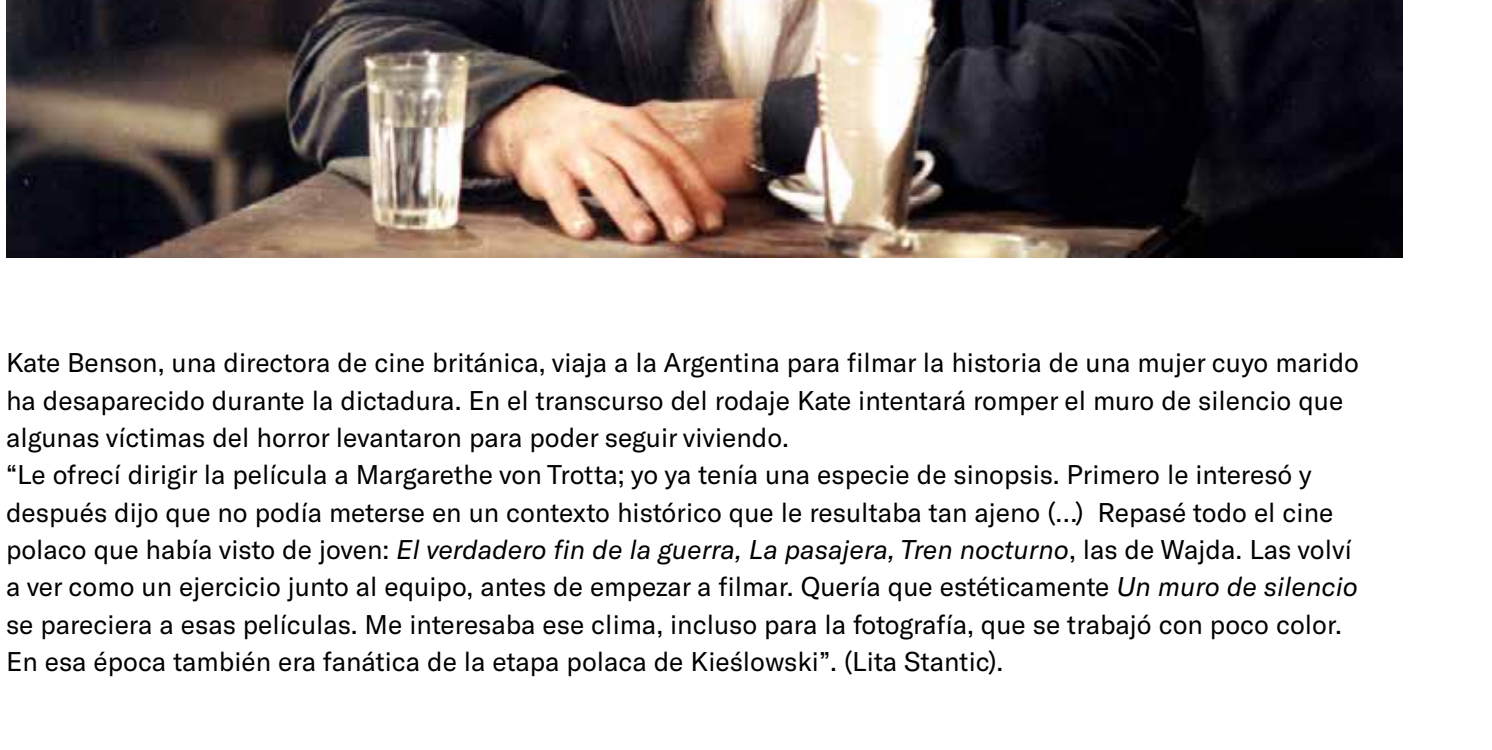 Kate Benson, una directora de cine británica, viaja a la Argentina para filmar la historia de una mujer cuyo marido
ha desaparecido durante la dictadura. En el transcurso del rodaje Kate intentará romper el muro de silencio que
algunas víctimas del horror levantaron para poder seguir viviendo.
“Le ofrecí dirigir la película a Margarethe von Trotta; yo ya tenía una especie de sinopsis. Primero le interesó y
después dijo que no podía meterse en un contexto histórico que le resultaba tan ajeno (...)  Repasé todo el cine
polaco que había visto de joven: El verdadero fin de la guerra, La pasajera, Tren nocturno, las de Wajda. Las volví
a ver como un ejercicio junto al equipo, antes de empezar a filmar. Quería que estéticamente Un muro de silencio
se pareciera a esas películas. Me interesaba ese clima, incluso para la fotografía, que se trabajó con poco color.
En esa época también era fanática de la etapa polaca de Kieślowski”. (Lita Stantic).